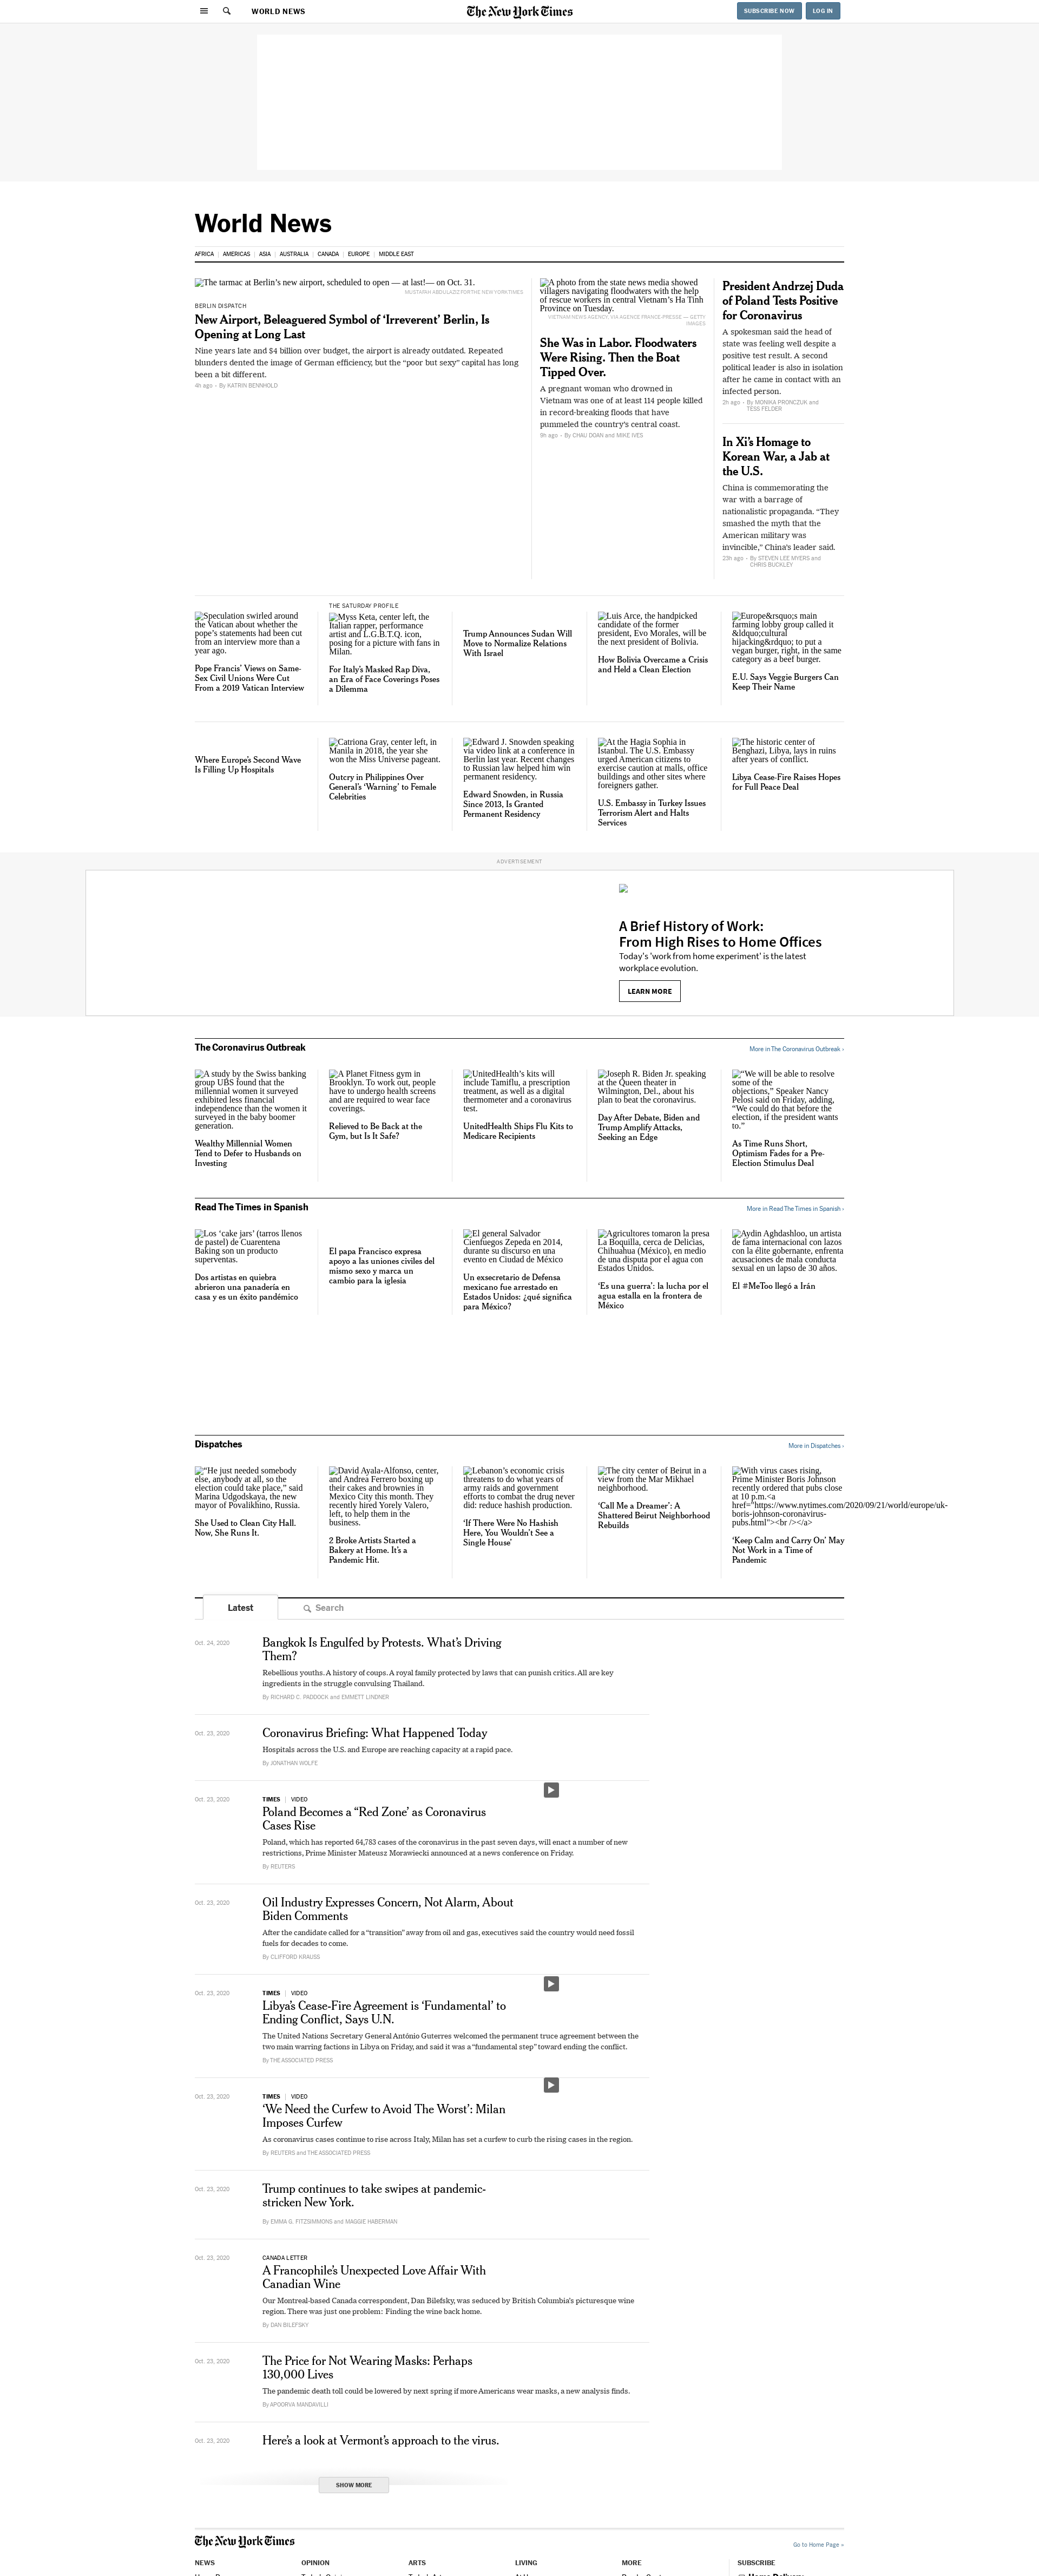 WORLD NEWS
The New York Times
SUBSCRIBE NOW
LOG IN
World News
AFRICA
AMERICAS
ASIA
AUSTRALIA
CANADA
EUROPE
MIDDLE EAST
The tarmac at Berlin's new airport, scheduled to open — at last!— on Oct. 31.
MUSTAFAH ABDULAZIZ FOR THE NEW YORK TIMES
BERLIN DISPATCH
New Airport, Beleaguered Symbol of ‘Irreverent’ Berlin, Is
Opening at Long Last
Nine years late and $4 billion over budget, the airport is already outdated. Repeated
blunders dented the image of German efficiency, but the “poor but sexy” capital has long
been a bit different.
4h ago • By KATRIN BENNHOLD
A photo from the state news media showed
villagers navigating floodwaters with the help
of rescue workers in central Vietnam’s Ha Tinh
Province on Tuesday.
VIETNAM NEWS AGENCY, VIA AGENCE FRANCE-PRESSE — GETTY
IMAGES
She Was in Labor. Floodwaters
Were Rising. Then the Boat
Tipped Over.
A pregnant woman who drowned in
Vietnam was one of at least 114 people killed
in record-breaking floods that have
pummeled the country’s central coast.
9h ago • By CHAU DOAN and MIKE IVES
President Andrzej Duda
of Poland Tests Positive
for Coronavirus
A spokesman said the head of
state was feeling well despite a
positive test result. A second
political leader is also in isolation
after he came in contact with an
infected person.
2h ago • By MONIKA PRONCZUK and
TESS FELDER
In Xi’s Homage to
Korean War, a Jab at
the U.S.
China is commemorating the
war with a barrage of
nationalistic propaganda. “They
smashed the myth that the
American military was
invincible,” China’s leader said.
23h ago • By STEVEN LEE MYERS and
CHRIS BUCKLEY
Speculation swirled around
the Vatican about whether the
pope’s statements had been cut
from an interview more than a
year ago.
Pope Francis’ Views on Same-
Sex Civil Unions Were Cut
From a 2019 Vatican Interview
THE SATURDAY PROFILE
Myss Keta, center left, the
Italian rapper, performance
artist and L.G.B.T.Q. icon,
posing for a picture with fans in
Milan.
For Italy’s Masked Rap Diva,
an Era of Face Coverings Poses
a Dilemma
Trump Announces Sudan Will
Move to Normalize Relations
With Israel
Luis Arce, the handpicked
candidate of the former
president, Evo Morales, will be
the next president of Bolivia.
How Bolivia Overcame a Crisis
and Held a Clean Election
Europe&rsquo;s main
farming lobby group called it
&ldquo;cultural
hijacking&rdquo; to put a
vegan burger, right, in the same
category as a beef burger.
E.U. Says Veggie Burgers Can
Keep Their Name
Where Europe’s Second Wave
Is Filling Up Hospitals
Catriona Gray, center left, in
Manila in 2018, the year she
won the Miss Universe pageant.
Outcry in Philippines Over
General’s ‘Warning’ to Female
Celebrities
Edward J. Snowden speaking
via video link at a conference in
Berlin last year. Recent changes
to Russian law helped him win
permanent residency.
Edward Snowden, in Russia
Since 2013, Is Granted
Permanent Residency
At the Hagia Sophia in
Istanbul. The U.S. Embassy
urged American citizens to
exercise caution at malls, office
buildings and other sites where
foreigners gather.
U.S. Embassy in Turkey Issues
Terrorism Alert and Halts
Services
The historic center of
Benghazi, Libya, lays in ruins
after years of conflict.
Libya Cease-Fire Raises Hopes
for Full Peace Deal
ADVERTISEMENT
A Brief History of Work:
From High Rises to Home Offices
Today's 'work from home experiment' is the latest
workplace evolution.
LEARN MORE
The Coronavirus Outbreak
More in The Coronavirus Outbreak ›
A study by the Swiss banking
group UBS found that the
millennial women it surveyed
exhibited less financial
independence than the women it
surveyed in the baby boomer
generation.
Wealthy Millennial Women
Tend to Defer to Husbands on
Investing
A Planet Fitness gym in
Brooklyn. To work out, people
have to undergo health screens
and are required to wear face
coverings.
Relieved to Be Back at the
Gym, but Is It Safe?
UnitedHealth’s kits will
include Tamiflu, a prescription
treatment, as well as a digital
thermometer and a coronavirus
test.
UnitedHealth Ships Flu Kits to
Medicare Recipients
Joseph R. Biden Jr. speaking
at the Queen theater in
Wilmington, Del., about his
plan to beat the coronavirus.
Day After Debate, Biden and
Trump Amplify Attacks,
Seeking an Edge
“We will be able to resolve
some of the
objections,” Speaker Nancy
Pelosi said on Friday, adding,
“We could do that before the
election, if the president wants
to.”
As Time Runs Short,
Optimism Fades for a Pre-
Election Stimulus Deal
Read The Times in Spanish
More in Read The Times in Spanish ›
Los ‘cake jars’ (tarros llenos
de pastel) de Cuarentena
Baking son un producto
superventas.
Dos artistas en quiebra
abrieron una panadería en
casa y es un éxito pandémico
El papa Francisco expresa
apoyo a las uniones civiles del
mismo sexo y marca un
cambio para la iglesia
El general Salvador
Cienfuegos Zepeda en 2014,
durante su discurso en una
evento en Ciudad de México
Un exsecretario de Defensa
mexicano fue arrestado en
Estados Unidos: ¿qué significa
para México?
Agricultores tomaron la presa
La Boquilla, cerca de Delicias,
Chihuahua (México), en medio
de una disputa por el agua con
Estados Unidos.
‘Es una guerra’: la lucha por el
agua estalla en la frontera de
México
Aydin Aghdashloo, un artista
de fama internacional con lazos
con la élite gobernante, enfrenta
acusaciones de mala conducta
sexual en un lapso de 30 años.
El #MeToo llegó a Irán
Dispatches
More in Dispatches ›
“He just needed somebody
else, anybody at all, so the
election could take place,” said
Marina Udgodskaya, the new
mayor of Povalikhino, Russia.
She Used to Clean City Hall.
Now, She Runs It.
David Ayala-Alfonso, center,
and Andrea Ferrero boxing up
their cakes and brownies in
Mexico City this month. They
recently hired Yorely Valero,
left, to help them in the
business.
2 Broke Artists Started a
Bakery at Home. It’s a
Pandemic Hit.
Lebanon’s economic crisis
threatens to do what years of
army raids and government
efforts to combat the drug never
did: reduce hashish production.
‘If There Were No Hashish
Here, You Wouldn’t See a
Single House’
The city center of Beirut in a
view from the Mar Mikhael
neighborhood.
‘Call Me a Dreamer’: A
Shattered Beirut Neighborhood
Rebuilds
With virus cases rising,
Prime Minister Boris Johnson
recently ordered that pubs close
at 10 p.m.<a
href="https://www.nytimes.com/2020/09/21/world/europe/uk-
boris-johnson-coronavirus-
pubs.html"><br /></a>
‘Keep Calm and Carry On’ May
Not Work in a Time of
Pandemic
Latest
Search
Oct. 24, 2020
Bangkok Is Engulfed by Protests. What’s Driving
Them?
Rebellious youths. A history of coups. A royal family protected by laws that can punish critics. All are key
ingredients in the struggle convulsing Thailand.
By RICHARD C. PADDOCK and EMMETT LINDNER
Oct. 23, 2020
Coronavirus Briefing: What Happened Today
Hospitals across the U.S. and Europe are reaching capacity at a rapid pace.
By JONATHAN WOLFE
Oct. 23, 2020
TIMES | VIDEO
Poland Becomes a “Red Zone’ as Coronavirus
Cases Rise
Poland, which has reported 64,783 cases of the coronavirus in the past seven days, will enact a number of new
restrictions, Prime Minister Mateusz Morawiecki announced at a news conference on Friday.
By REUTERS
Oct. 23, 2020
Oil Industry Expresses Concern, Not Alarm, About
Biden Comments
After the candidate called for a “transition” away from oil and gas, executives said the country would need fossil
fuels for decades to come.
By CLIFFORD KRAUSS
Oct. 23, 2020
TIMES | VIDEO
Libya’s Cease-Fire Agreement is ‘Fundamental’ to
Ending Conflict, Says U.N.
The United Nations Secretary General António Guterres welcomed the permanent truce agreement between the
two main warring factions in Libya on Friday, and said it was a “fundamental step” toward ending the conflict.
By THE ASSOCIATED PRESS
Oct. 23, 2020
TIMES | VIDEO
‘We Need the Curfew to Avoid The Worst’: Milan
Imposes Curfew
As coronavirus cases continue to rise across Italy, Milan has set a curfew to curb the rising cases in the region.
By REUTERS and THE ASSOCIATED PRESS
Oct. 23, 2020
Trump continues to take swipes at pandemic-
stricken New York.
By EMMA G. FITZSIMMONS and MAGGIE HABERMAN
Oct. 23, 2020
CANADA LETTER
A Francophile’s Unexpected Love Affair With
Canadian Wine
Our Montreal-based Canada correspondent, Dan Bilefsky, was seduced by British Columbia’s picturesque wine
region. There was just one problem: Finding the wine back home.
By DAN BILEFSKY
Oct. 23, 2020
The Price for Not Wearing Masks: Perhaps
130,000 Lives
The pandemic death toll could be lowered by next spring if more Americans wear masks, a new analysis finds.
By APOORVA MANDAVILLI
Oct. 23, 2020
Here’s a look at Vermont’s approach to the virus.
SHOW MORE
The New York Times
Go to Home Page »
NEWS
OPINION
ARTS
LIVING
MORE
SUBSCRIBE